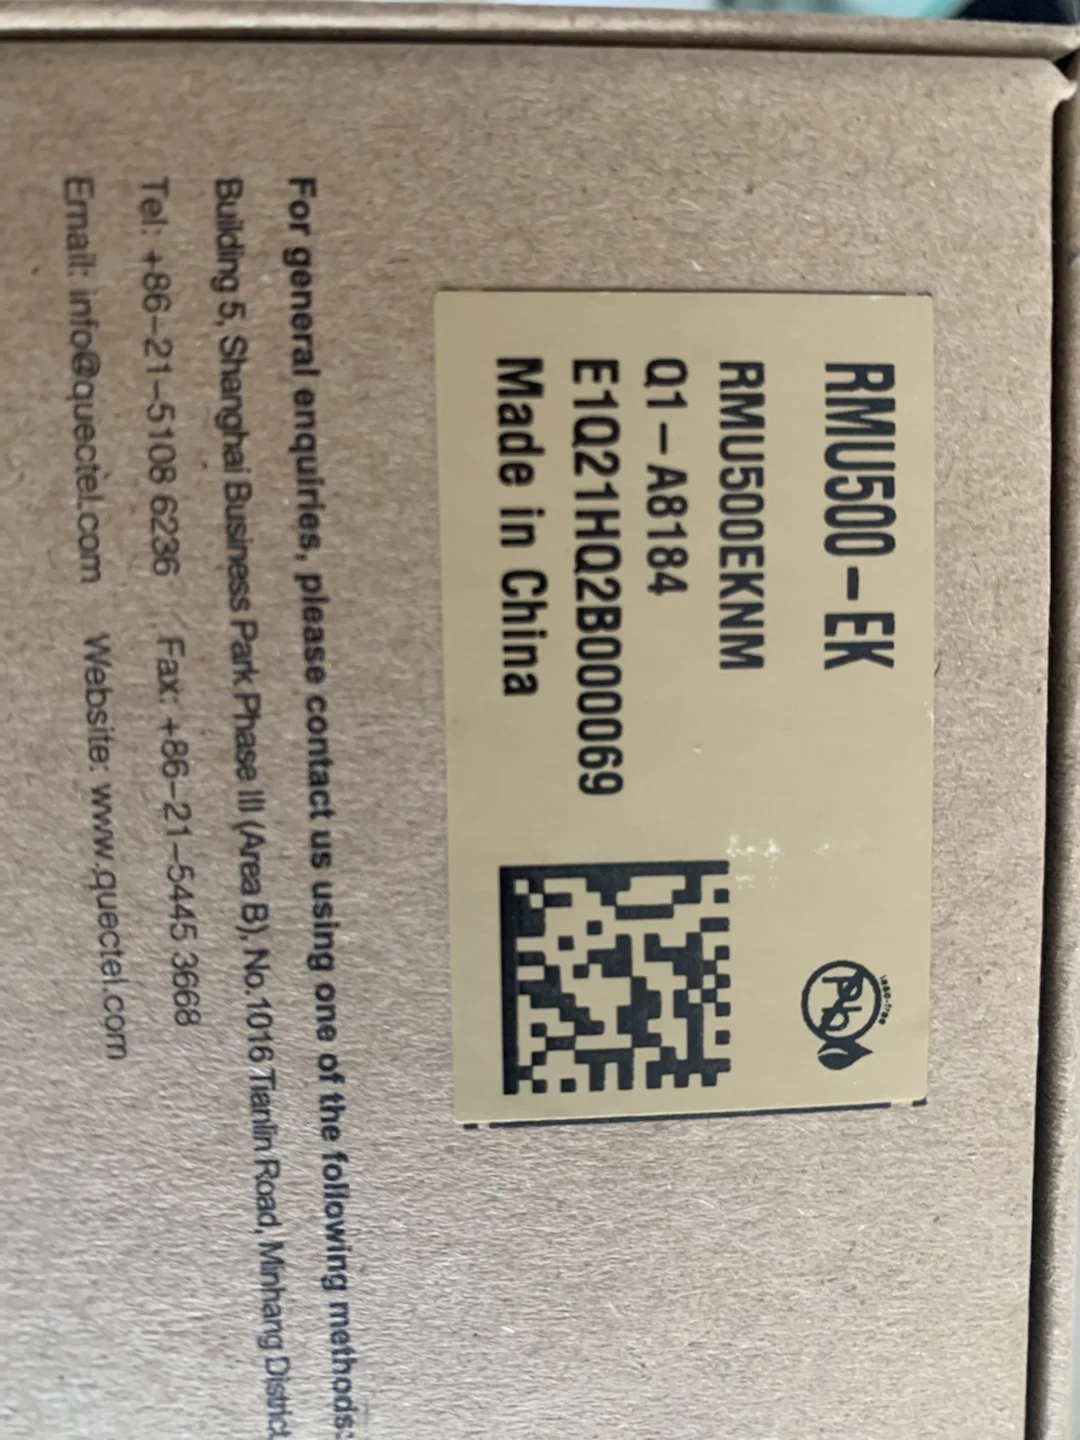 RMU500-EK
RMU500EKNM
Q1-A8184
E1Q21HQ2B000069
Made in China
Pb
lead-free
For general enquiries, please contact us using one of the following methods:
Building 5, Shanghai Business Park Phase III (Area B), No.1016 Tianlin Road, Minhang District
Tel: +86-21-5108 6236 Fax: +86-21-5445 3668
Email: info@quectel.com Website: www.quectel.com